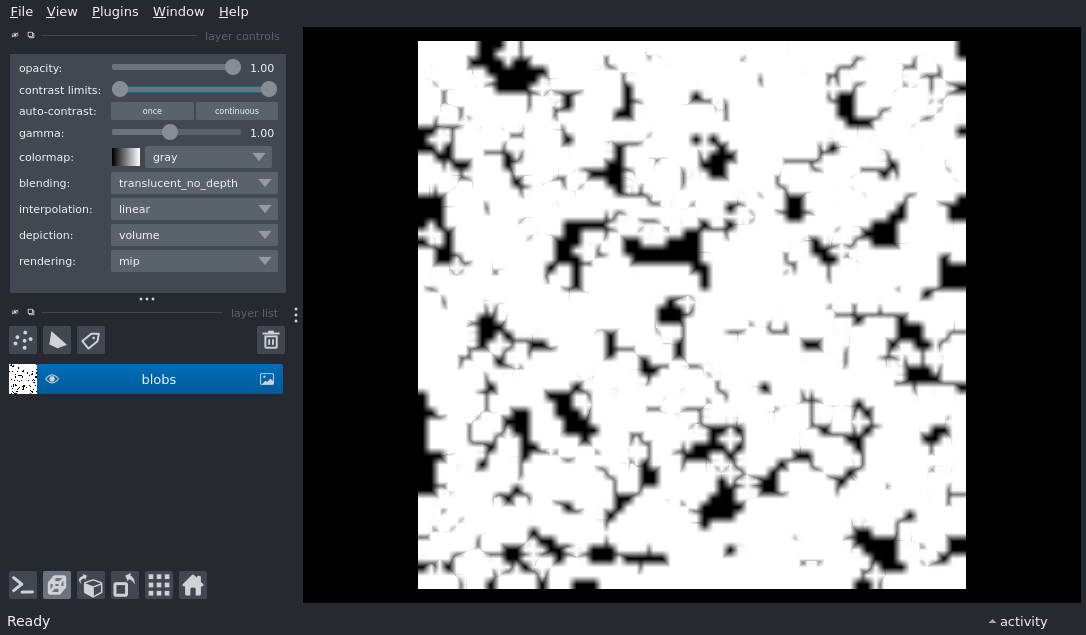 File View Plugins Window Help
layer controls
opacity: 1.00
contrast limits:
auto-contrast: once continuous
gamma: 1.00
colormap: gray
blending: translucent_no_depth
interpolation: linear
depiction: volume
rendering: mip
layer list
blobs
Ready activity